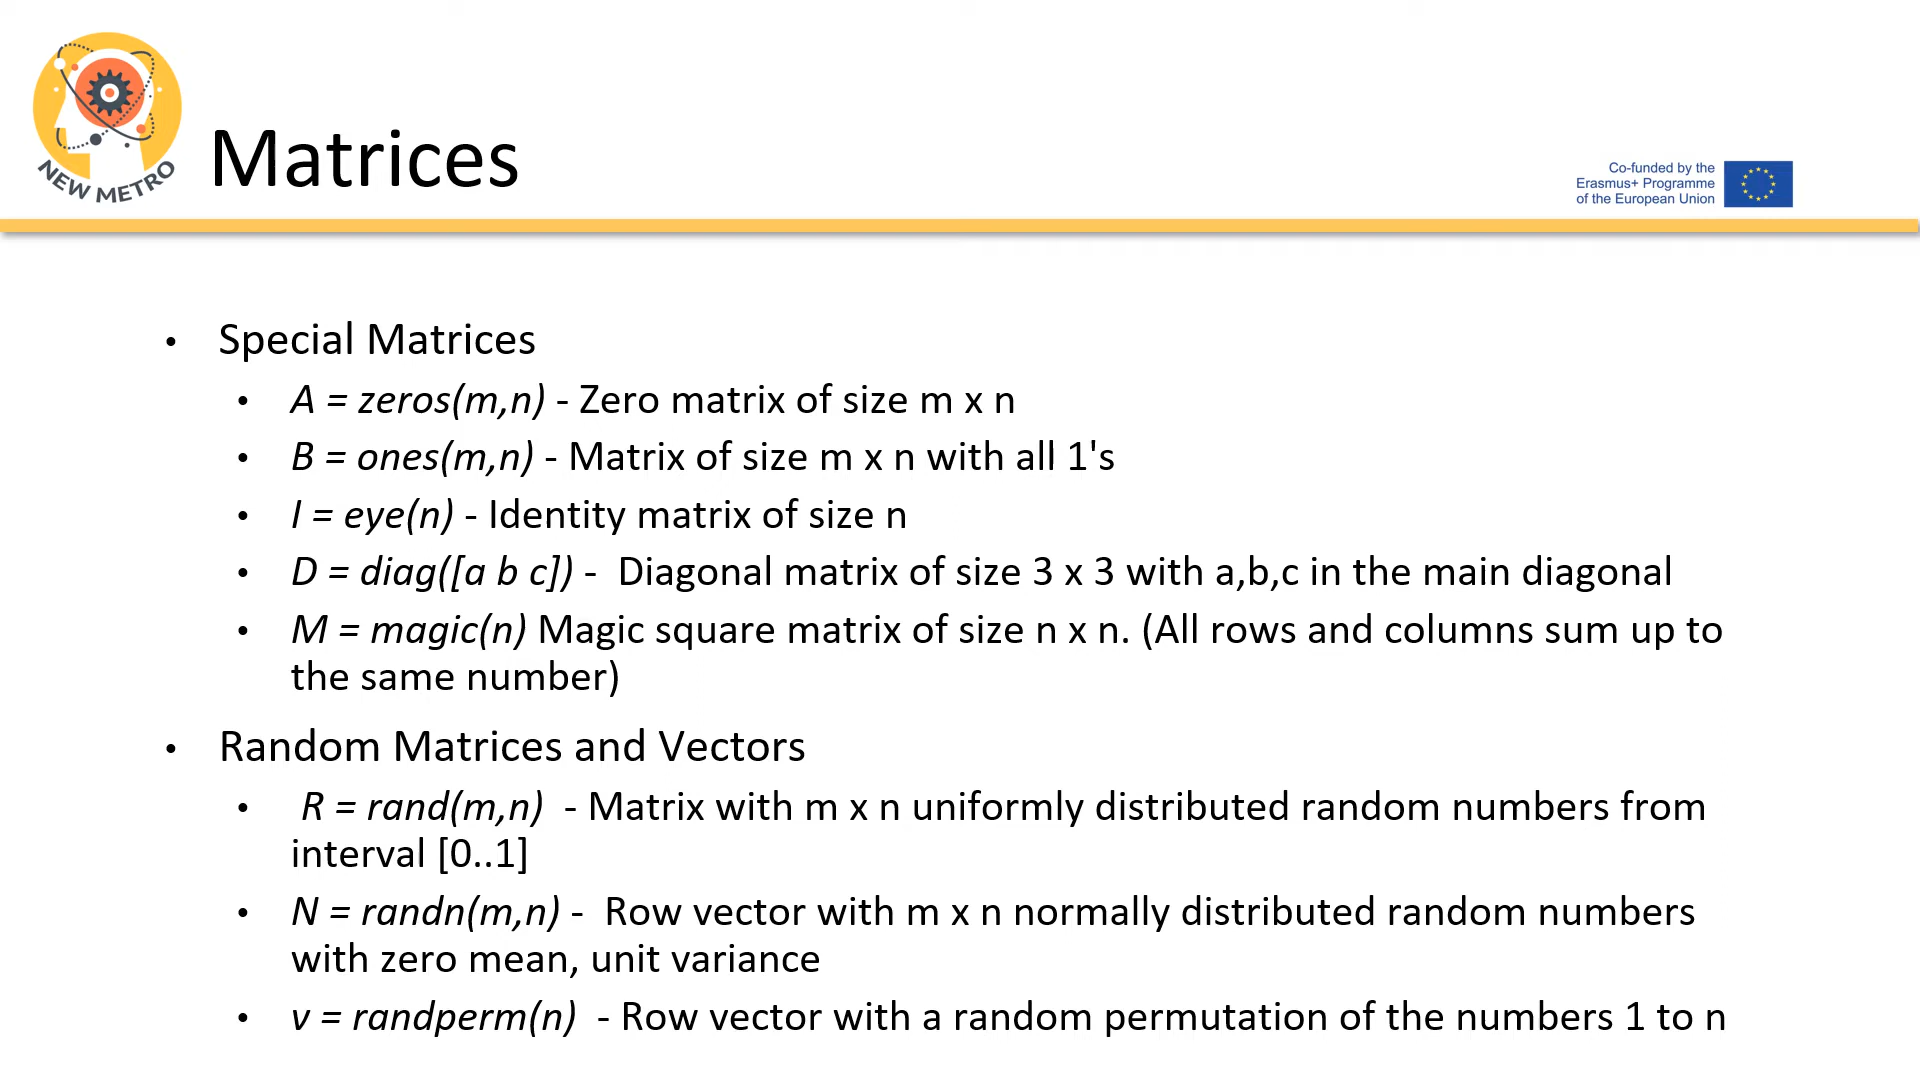 NEW METRO
Matrices
Co-funded by the
Erasmus+ Programme
of the European Union
• Special Matrices
• A = zeros(m,n) - Zero matrix of size m x n
• B = ones(m,n) - Matrix of size m x n with all 1's
• I = eye(n) - Identity matrix of size n
• D = diag([a b c]) -  Diagonal matrix of size 3 x 3 with a,b,c in the main diagonal
• M = magic(n) Magic square matrix of size n x n. (All rows and columns sum up to
the same number)
• Random Matrices and Vectors
• R = rand(m,n)  - Matrix with m x n uniformly distributed random numbers from
interval [0..1]
• N = randn(m,n) -  Row vector with m x n normally distributed random numbers
with zero mean, unit variance
• v = randperm(n)  - Row vector with a random permutation of the numbers 1 to n